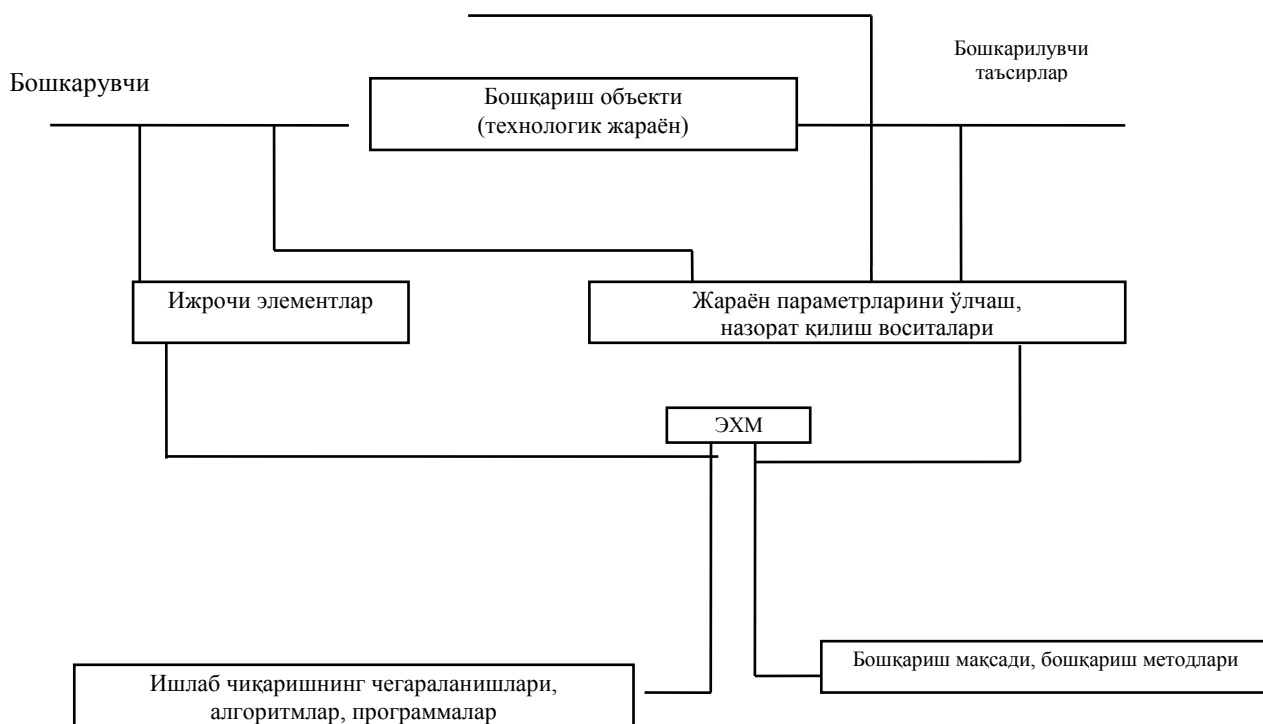 Бошкарилувчи
таъсирлар
Бошкарувчи
Бошқариш объекти
(технологик жараён)
Ижрочи элементлар
Жараён параметрларини ўлчаш,
назорат қилиш воситалари
ЭХМ
Бошқариш мақсади, бошқариш методлари
Ишлаб чиқаришнинг чегараланишлари,
алгоритмлар, программалар